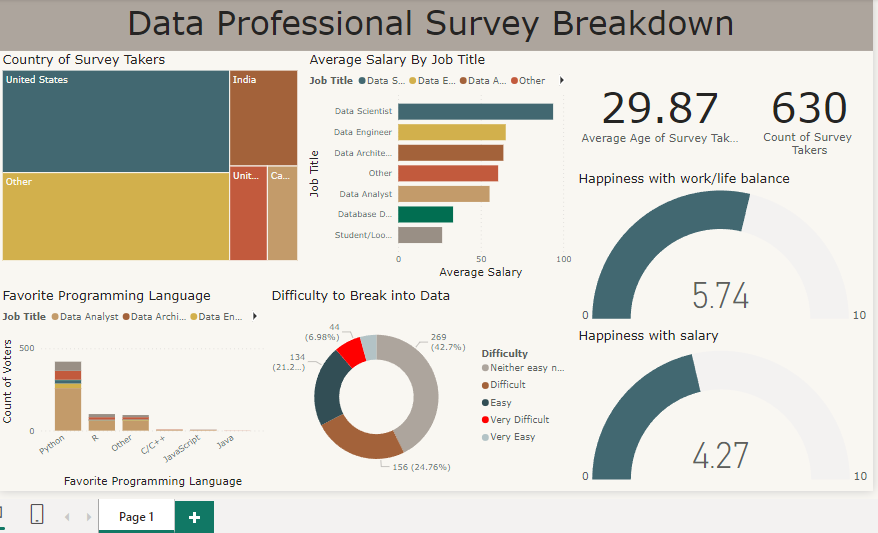 Data Professional Survey Breakdown
Country of Survey Takers
United States
India
Other
Unit...
Ca...
Average Salary By Job Title
Job Title Data S... Data E... Data A... Other
Job Title
Data Scientist
Data Engineer
Data Archite...
Other
Data Analyst
Database D...
Student/Loo...
0 50 100
Average Salary
29.87
Average Age of Survey Tak...
630
Count of Survey
Takers
Happiness with work/life balance
5.74
0 10
Happiness with salary
4.27
0 10
Favorite Programming Language
Job Title Data Analyst Data Archi... Data En...
Count of Voters
500
0
Python R Other C/C++ JavaScript Java
Favorite Programming Language
Difficulty to Break into Data
44
(6.98%)
269
(42.7%)
134
(21.2...)
156 (24.76%)
Difficulty
Neither easy n...
Difficult
Easy
Very Difficult
Very Easy
Page 1
+